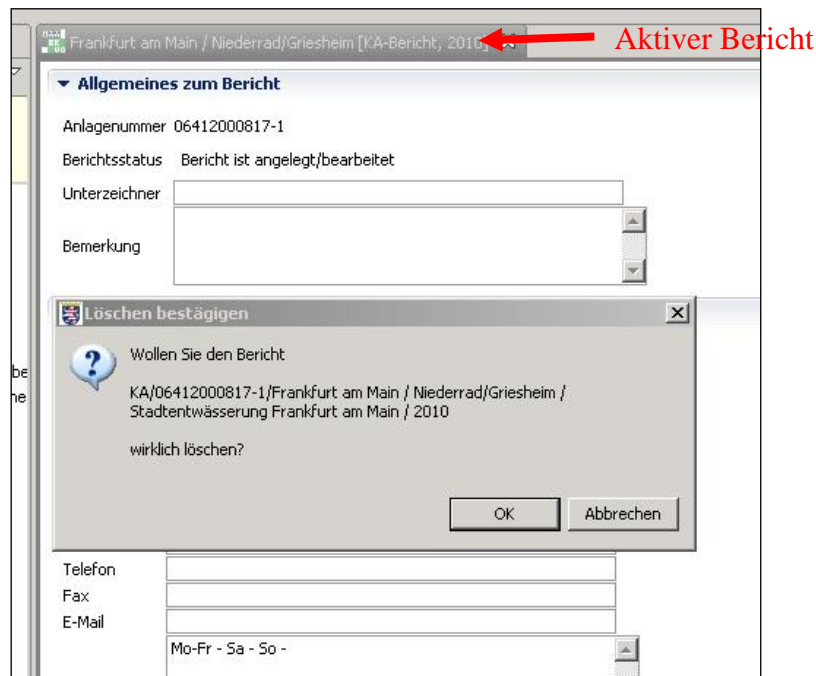 Frankfurt am Main / Niederrad/Griesheim [KA-Bericht, 2010]
Aktiver Bericht
Allgemeines zum Bericht
Anlagenummer 06412000817-1
Berichtsstatus Bericht ist angelegt/bearbeitet
Unterzeichner
Bemerkung
Löschen bestägigen
Wollen Sie den Bericht
KA/06412000817-1/Frankfurt am Main / Niederrad/Griesheim /
Stadtentwässerung Frankfurt am Main / 2010
wirklich löschen?
OK Abbrechen
Telefon
Fax
E-Mail
Mo-Fr - Sa - So -